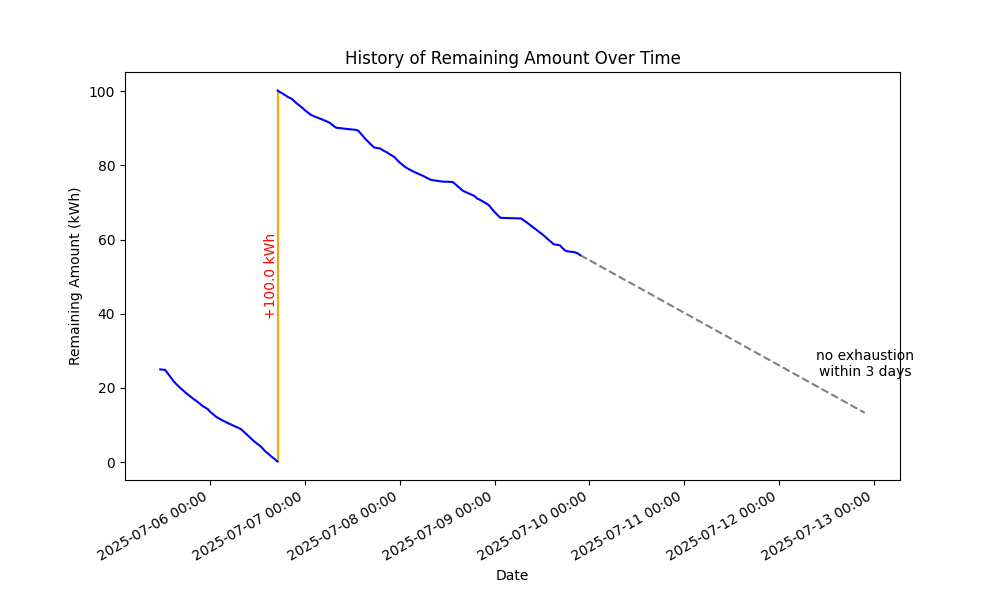 History of Remaining Amount Over Time
Remaining Amount (kWh)
100
80
60
40
20
0
+100.0 kWh
no exhaustion
within 3 days
2025-07-06 00:00
2025-07-07 00:00
2025-07-08 00:00
2025-07-09 00:00
2025-07-10 00:00
2025-07-11 00:00
2025-07-12 00:00
2025-07-13 00:00
Date